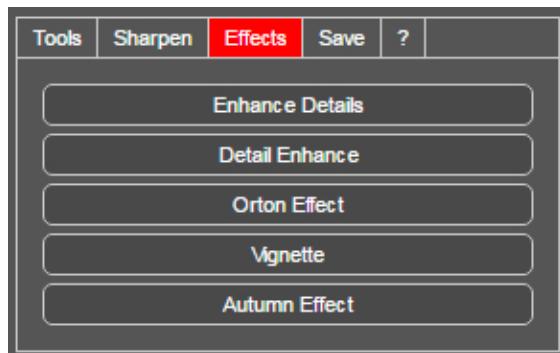 Tools Sharpen Effects Save ?
Enhance Details
Detail Enhance
Orton Effect
Vignette
Autumn Effect